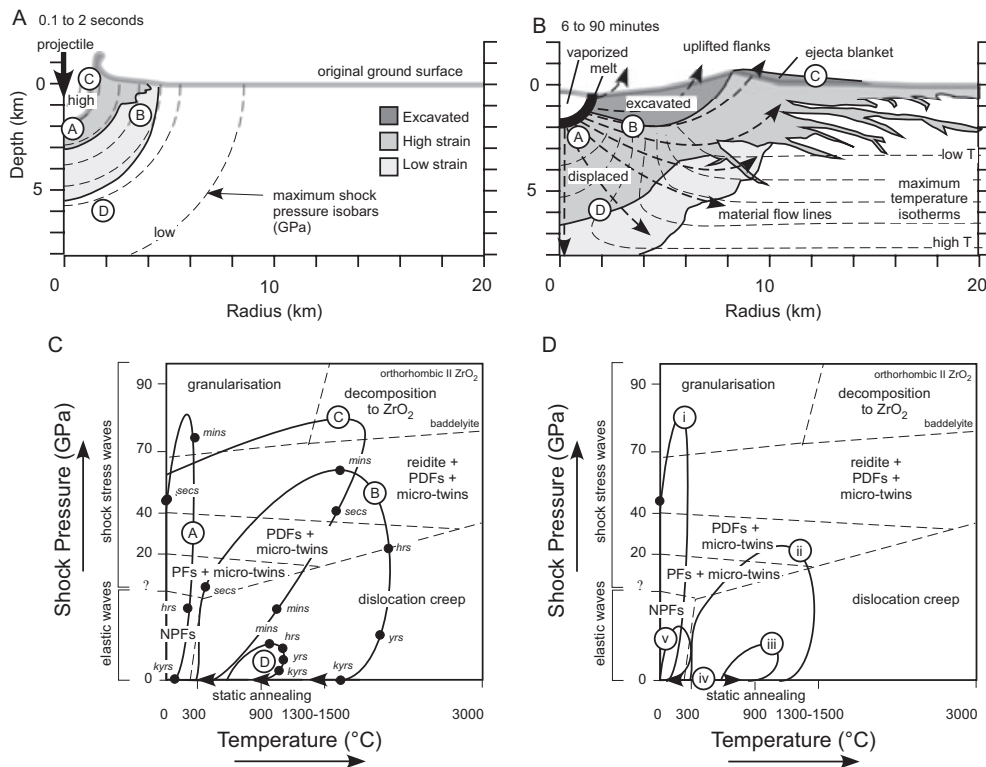 A
0.1 to 2 seconds
projectile
C
high
A
B
D
original ground surface
Excavated
High strain
Low strain
maximum shock
pressure isobars
(GPa)
low
Depth (km)
0
5
0
10
20
Radius (km)
B
6 to 90 minutes
vaporized
melt
uplifted flanks
ejecta blanket
C
excavated
B
A
displaced
D
low T
maximum
temperature
isotherms
material flow lines
high T
0
5
0
10
20
Radius (km)
C
Shock Pressure (GPa)
elastic waves
shock stress waves
90
70
40
20
?
0
granularisation
orthorhombic II ZrO₂
decomposition
to ZrO₂
baddelyite
C
mins
mins
secs
secs
B
reidite +
PDFs +
micro-twins
A
PDFs +
micro-twins
hrs
PFs + micro-twins
secs
dislocation creep
hrs
NPFs
mins
mins
hrs
yrs
yrs
D
kyrs
kyrs
kyrs
static annealing
0
300
900
1300-1500
3000
Temperature (°C)
D
Shock Pressure (GPa)
elastic waves
shock stress waves
90
70
40
20
?
0
granularisation
orthorhombic II ZrO₂
decomposition
to ZrO₂
baddelyite
i
reidite +
PDFs +
micro-twins
PDFs +
micro-twins
ii
PFs + micro-twins
dislocation creep
NPFs
v
iii
iv
static annealing
0
300
900
1300-1500
3000
Temperature (°C)